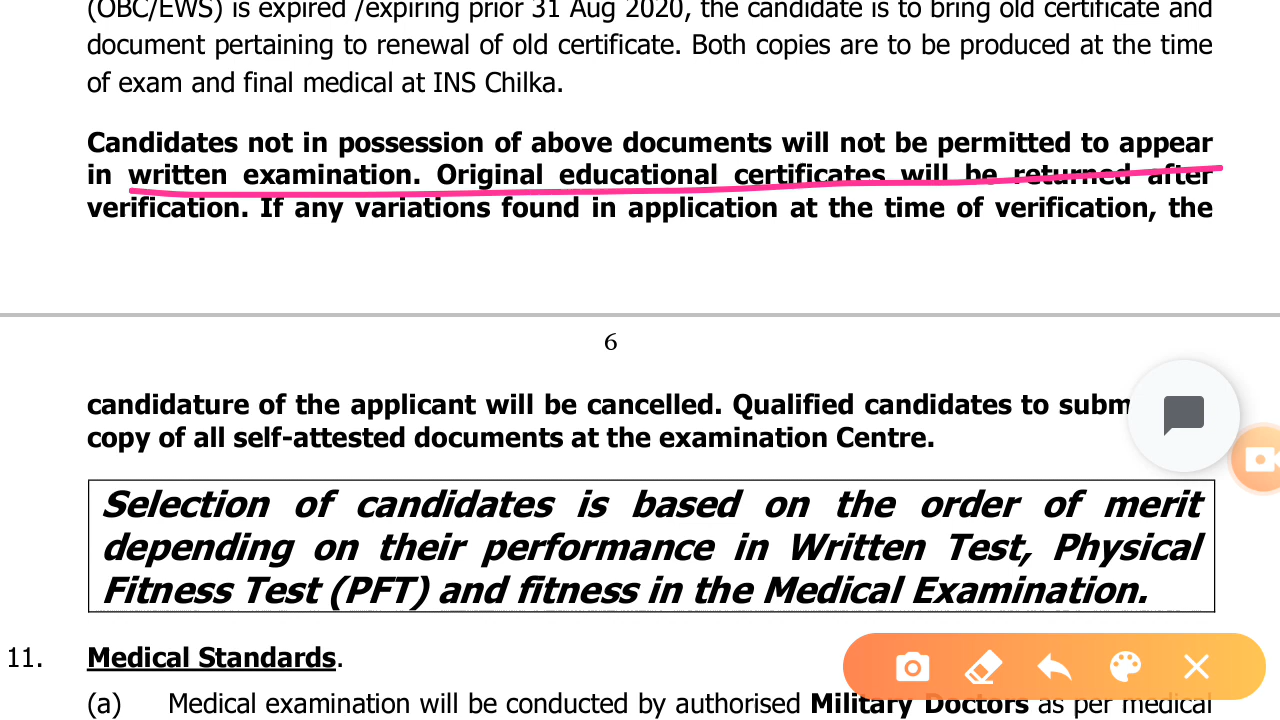 (OBC/EWS) is expired /expiring prior 31 Aug 2020, the candidate is to bring old certificate and
document pertaining to renewal of old certificate. Both copies are to be produced at the time
of exam and final medical at INS Chilka.
Candidates not in possession of above documents will not be permitted to appear
in written examination. Original educational certificates will be returned after
verification. If any variations found in application at the time of verification, the
6
candidature of the applicant will be cancelled. Qualified candidates to subm
copy of all self-attested documents at the examination Centre.
Selection of candidates is based on the order of merit
depending on their performance in Written Test, Physical
Fitness Test (PFT) and fitness in the Medical Examination.
11. Medical Standards.
(a) Medical examination will be conducted by authorised Military Doctors as per medical